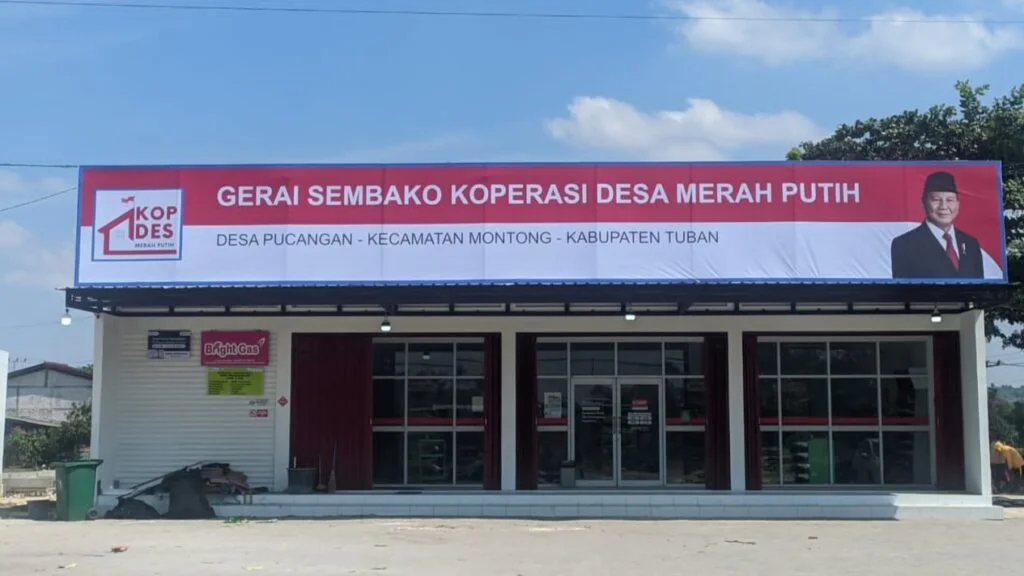 GERAI SEMBAKO KOPERASI DESA MERAH PUTIH
DESA PUCANGAN - KECAMATAN MONTONG - KABUPATEN TUBAN
KOP
DES
MERAH PUTIH
Bright Gas